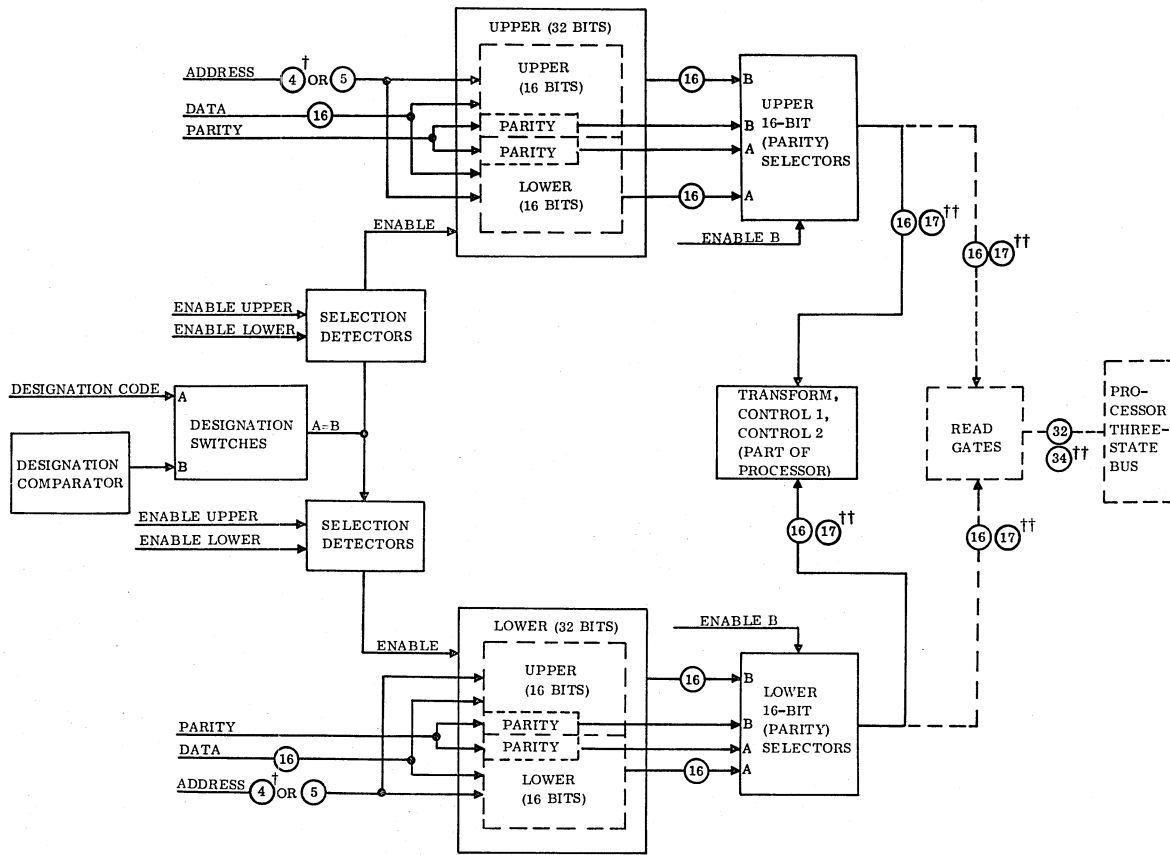 UPPER (32 BITS)
ADDRESS 4† OR 5
DATA 16
PARITY
UPPER
(16 BITS)
PARITY
PARITY
LOWER
(16 BITS)
16
16
B
B
A
A
UPPER
16-BIT
(PARITY)
SELECTORS
ENABLE
ENABLE B
16 17††
16 17††
ENABLE UPPER
ENABLE LOWER
SELECTION
DETECTORS
DESIGNATION CODE
A
B
DESIGNATION
SWITCHES
A=B
DESIGNATION
COMPARATOR
TRANSFORM,
CONTROL 1,
CONTROL 2
(PART OF
PROCESSOR)
READ
GATES
32
34††
PRO-
CESSOR
THREE-
STATE
BUS
ENABLE UPPER
ENABLE LOWER
SELECTION
DETECTORS
16 17††
16 17††
ENABLE
LOWER (32 BITS)
ENABLE B
UPPER
(16 BITS)
PARITY
PARITY
LOWER
(16 BITS)
PARITY
DATA 16
ADDRESS 4† OR 5
16
16
B
B
A
A
LOWER
16-BIT
(PARITY)
SELECTORS